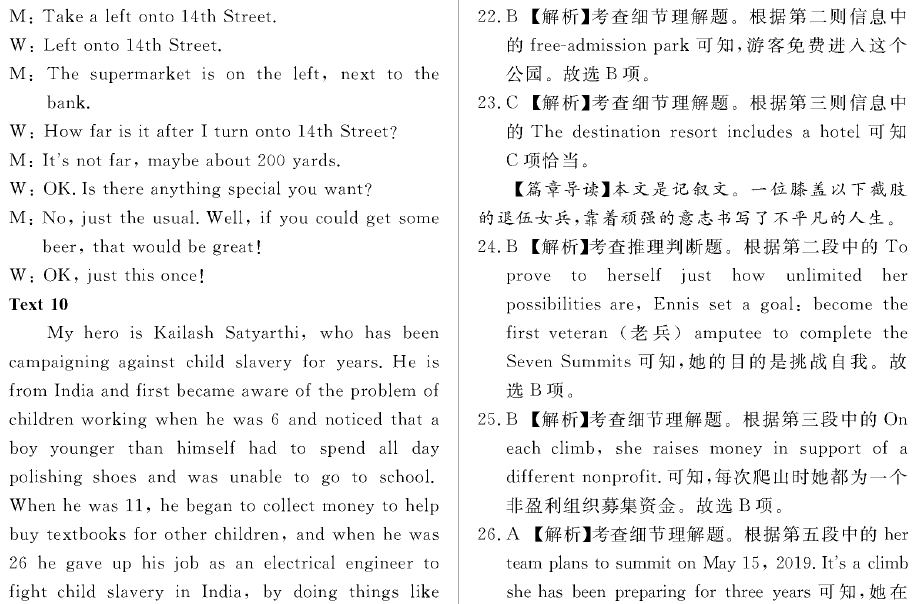 M: Take a left onto 14th Street.
W: Left onto 14th Street.
M: The supermarket is on the left, next to the
bank.
W: How far is it after I turn onto 14th Street?
M: It's not far, maybe about 200 yards.
W: OK. Is there anything special you want?
M: No, just the usual. Well, if you could get some
beer, that would be great!
W: OK, just this once!
Text 10
My hero is Kailash Satyarthi, who has been
campaigning against child slavery for years. He is
from India and first became aware of the problem of
children working when he was 6 and noticed that a
boy younger than himself had to spend all day
polishing shoes and was unable to go to school.
When he was 11, he began to collect money to help
buy textbooks for other children, and when he was
26 he gave up his job as an electrical engineer to
fight child slavery in India, by doing things like
22. B 【解析】考查细节理解题。根据第二则信息中
的 free-admission park 可知,游客免费进入这个
公园。故选 B 项。
23. C 【解析】考查细节理解题。根据第三则信息中
的 The destination resort includes a hotel 可知
C 项恰当。
【篇章导读】本文是记叙文。一位膝盖以下截肢
的退伍女兵,靠着顽强的意志书写了不平凡的人生。
24. B 【解析】考查推理判断题。根据第二段中的 To
prove to herself just how unlimited her
possibilities are, Ennis set a goal: become the
first veteran (老兵) amputee to complete the
Seven Summits 可知,她的目的是挑战自我。故
选 B 项。
25. B 【解析】考查细节理解题。根据第三段中的 On
each climb, she raises money in support of a
different nonprofit. 可知,每次爬山时她都为一个
非盈利组织募集资金。故选 B 项。
26. A 【解析】考查细节理解题。根据第五段中的 her
team plans to summit on May 15, 2019. It's a climb
she has been preparing for three years 可知,她在